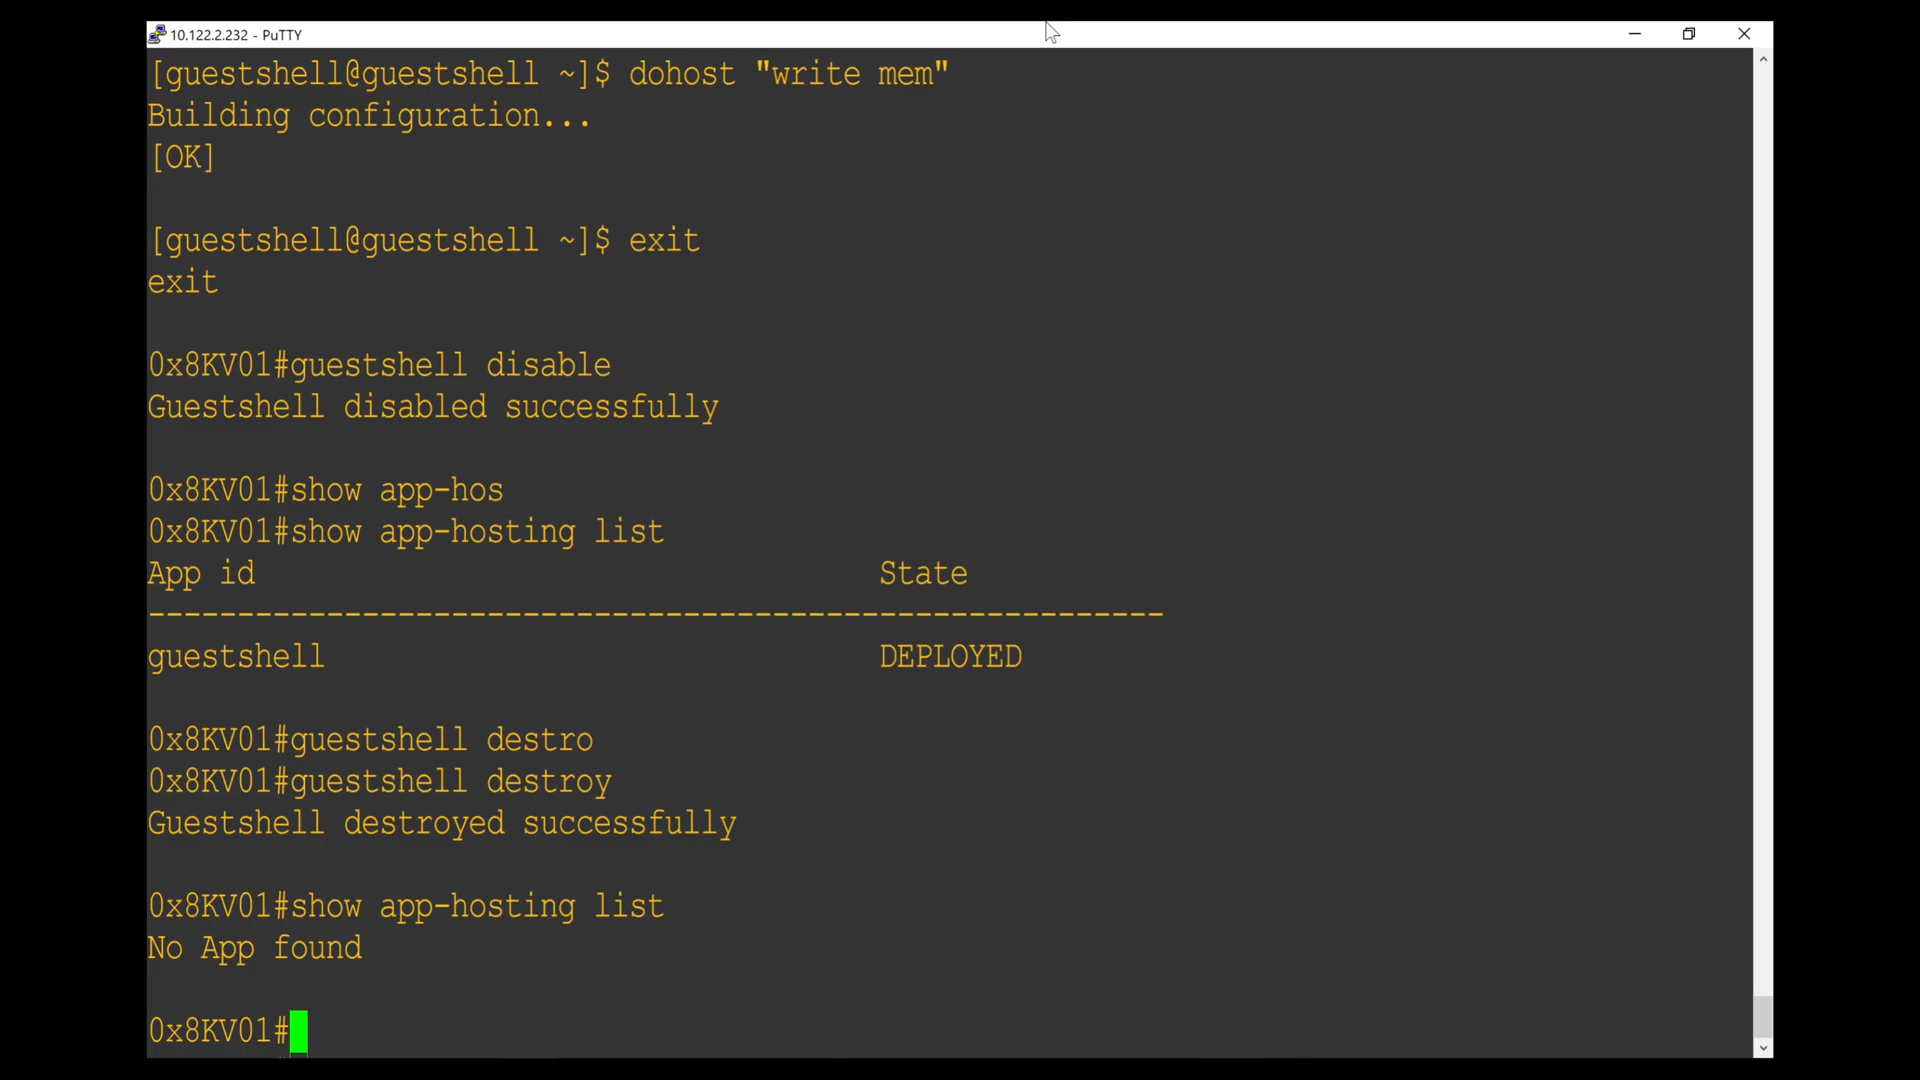 10.122.2.232 - PuTTY
[guestshell@guestshell ~]$ dohost "write mem"
Building configuration...
[OK]
[guestshell@guestshell ~]$ exit
exit
0x8KV01#guestshell disable
Guestshell disabled successfully
0x8KV01#show app-hos
0x8KV01#show app-hosting list
App id                                   State
---------------------------------------------------------
guestshell                               DEPLOYED
0x8KV01#guestshell destro
0x8KV01#guestshell destroy
Guestshell destroyed successfully
0x8KV01#show app-hosting list
No App found
0x8KV01#